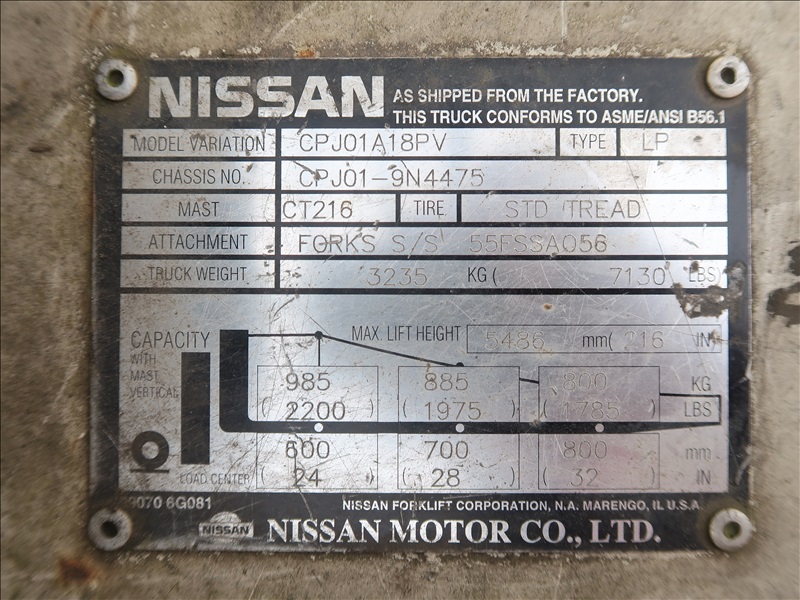 NISSAN AS SHIPPED FROM THE FACTORY.
THIS TRUCK CONFORMS TO ASME/ANSI B56.1
MODEL VARIATION CPJ01A18PV TYPE LP
CHASSIS NO. CPJ01-9N4475
MAST CT216 TIRE STD TREAD
ATTACHMENT FORKS S/S 55FSSA056
TRUCK WEIGHT 3235 KG ( 7130 LBS)
CAPACITY
WITH
MAST
VERTICAL
MAX. LIFT HEIGHT 5486 mm ( 216 IN)
985 885 800 KG
( 2200 ) ( 1975 ) ( 1785 ) LBS
600 700 800 mm
LOAD CENTER ( 24 ) ( 28 ) ( 32 ) IN
6G081 NISSAN FORKLIFT CORPORATION, N.A. MARENGO, IL U.S.A
NISSAN NISSAN MOTOR CO., LTD.